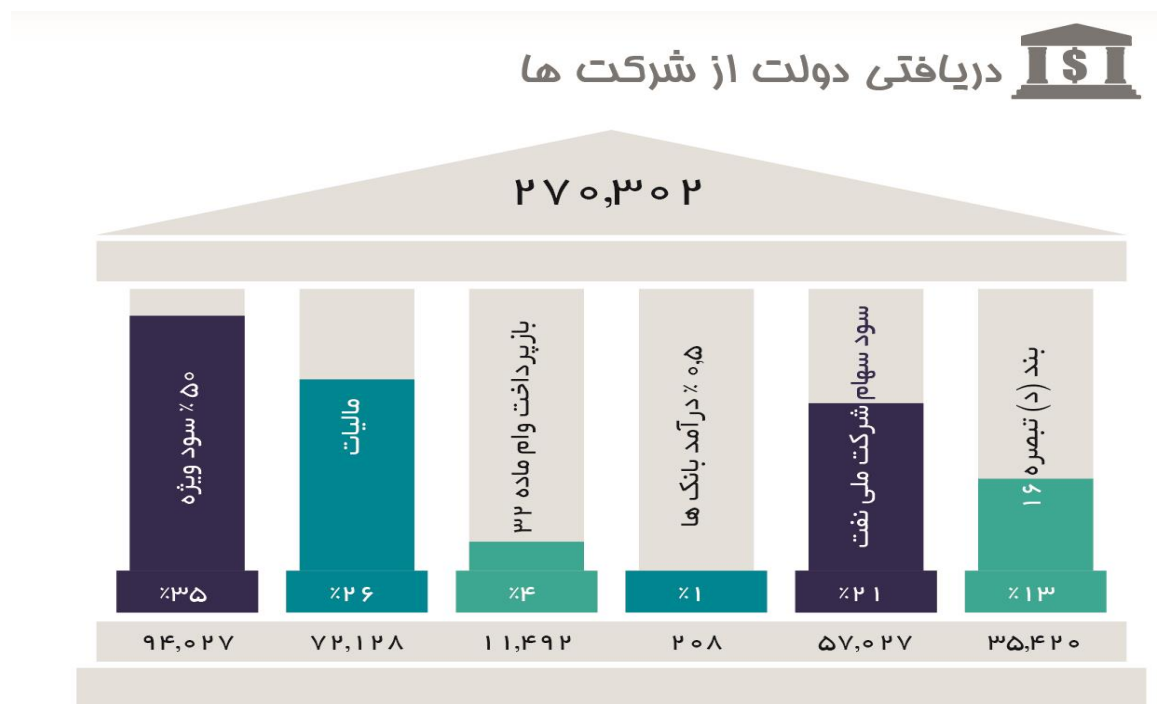 دریافتی دولت از شرکت ها
۲۷۰,۳۰۲
بند (د) تبصره ۱۶
سود سهام شرکت ملی نفت
۰,۵ ٪ درآمد بانک ها
بازپرداخت وام ماده ۳۲
مالیات
۵۰ ٪ سود ویژه
٪۱۳
٪۲۱
٪۱
٪۴
٪۲۶
٪۳۵
۳۵,۴۲۰
۵۷,۰۲۷
۲۰۸
۱۱,۴۹۲
۷۲,۱۲۸
۹۴,۰۲۷